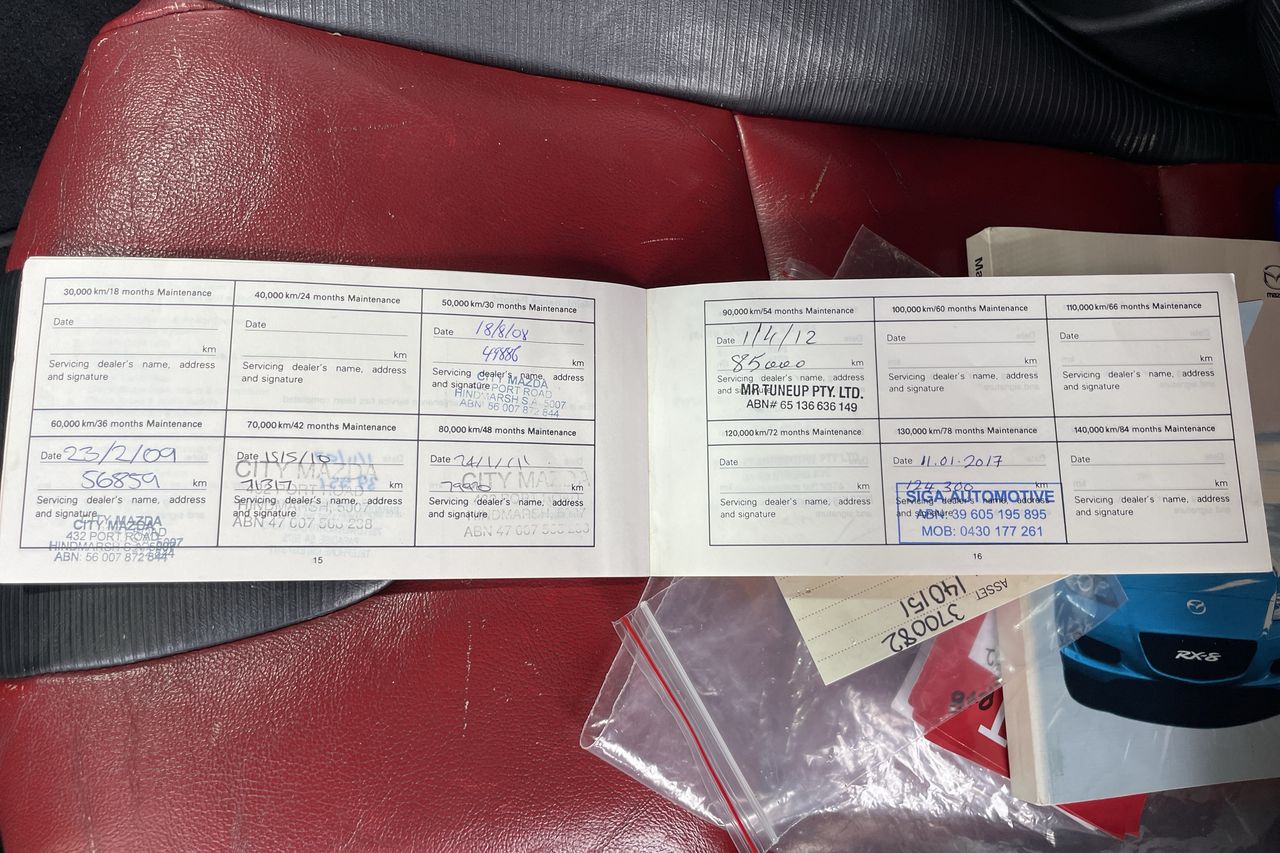 30,000 km/18 months Maintenance
Date
km
Servicing dealer's name, address
and signature
40,000 km/24 months Maintenance
Date
km
Servicing dealer's name, address
and signature
50,000 km/30 months Maintenance
Date 18/8/08
49886 km
Servicing dealer's name, address
and signature
CITY MAZDA
PORT ROAD
HINDMARSH S.A. 5007
ABN: 56 007 872 844
60,000 km/36 months Maintenance
Date 23/2/09
56859 km
Servicing dealer's name, address
and signature
CITY MAZDA
432 PORT ROAD
HINDMARSH S.A. 5007
ABN: 56 007 872 844
70,000 km/42 months Maintenance
Date 15/5/10
71317 km
Servicing dealer's name, address
and signature
CITY MAZDA
HINDMARSH, 5007
ABN 47 007 563 238
80,000 km/48 months Maintenance
Date
km
Servicing dealer's name, address
and signature
CITY MAZDA
ABN 47 007 563 238
15
90,000 km/54 months Maintenance
Date 1/4/12
85000 km
Servicing dealer's name, address
and signature
MR TUNEUP PTY. LTD.
ABN# 65 136 636 149
100,000 km/60 months Maintenance
Date
km
Servicing dealer's name, address
and signature
110,000 km/66 months Maintenance
Date
km
Servicing dealer's name, address
and signature
120,000 km/72 months Maintenance
Date
km
Servicing dealer's name, address
and signature
130,000 km/78 months Maintenance
Date 11.01.2017
124 300 km
Servicing dealer's name, address
and signature
SIGA AUTOMOTIVE
ABN: 39 605 195 895
MOB: 0430 177 261
140,000 km/84 months Maintenance
Date
km
Servicing dealer's name, address
and signature
16
370082
ASSET
140151
RX-8